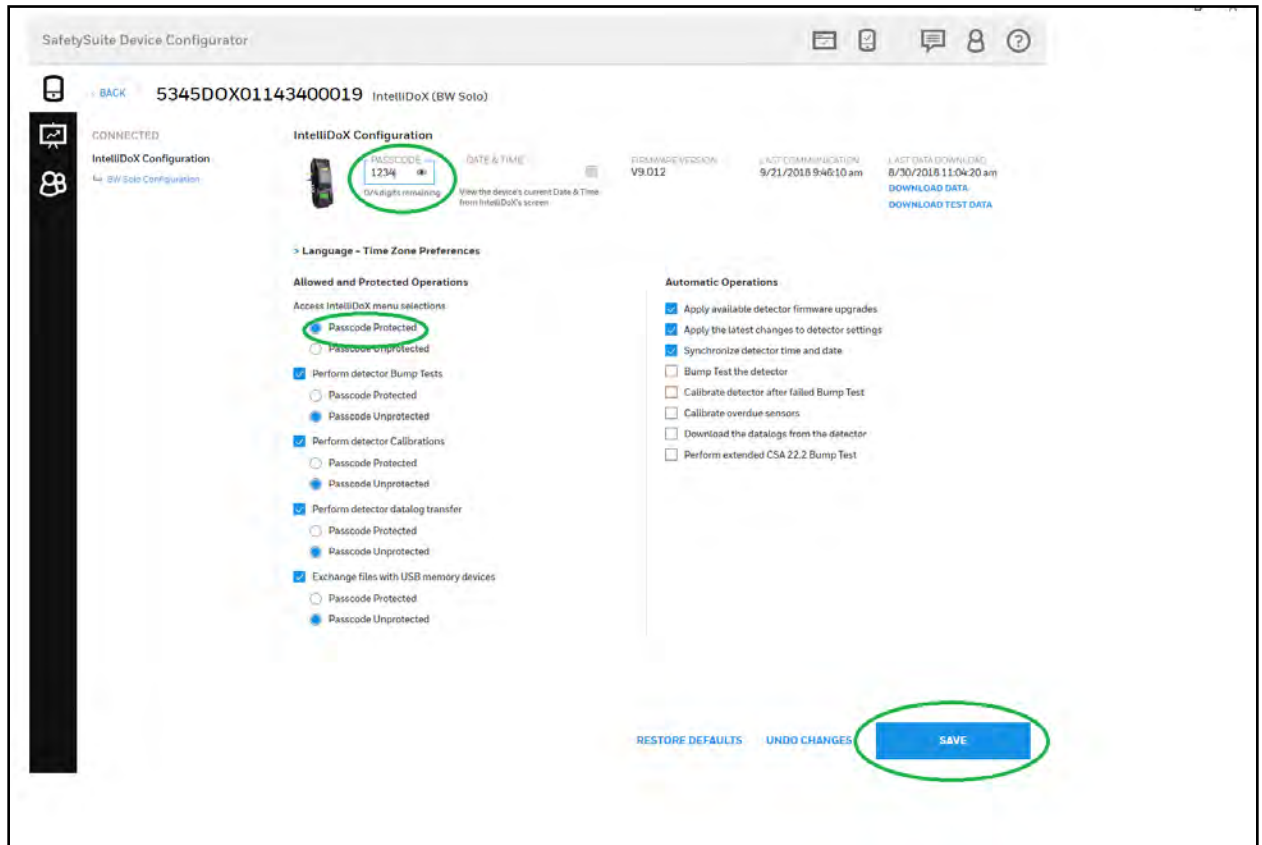 SafetySuite Device Configurator
BACK 5345DOX01143400019 IntelliDoX (BW Solo)
CONNECTED
IntelliDoX Configuration
BW Solo Configuration
IntelliDoX Configuration
PASSCODE
1234
0/4 digits remaining
DATE & TIME
View the device's current Date & Time
from IntelliDoX's screen
FIRMWARE VERSION
V9.012
LAST COMMUNICATION
9/21/2018 9:46:10 am
LAST DATA DOWNLOAD
8/30/2018 11:04:20 am
DOWNLOAD DATA
DOWNLOAD TEST DATA
> Language - Time Zone Preferences
Allowed and Protected Operations
Access IntelliDoX menu selections
Passcode Protected
Passcode Unprotected
Perform detector Bump Tests
Passcode Protected
Passcode Unprotected
Perform detector Calibrations
Passcode Protected
Passcode Unprotected
Perform detector datalog transfer
Passcode Protected
Passcode Unprotected
Exchange files with USB memory devices
Passcode Protected
Passcode Unprotected
Automatic Operations
Apply available detector firmware upgrades
Apply the latest changes to detector settings
Synchronize detector time and date
Bump Test the detector
Calibrate detector after failed Bump Test
Calibrate overdue sensors
Download the datalogs from the detector
Perform extended CSA 22.2 Bump Test
RESTORE DEFAULTS UNDO CHANGES SAVE